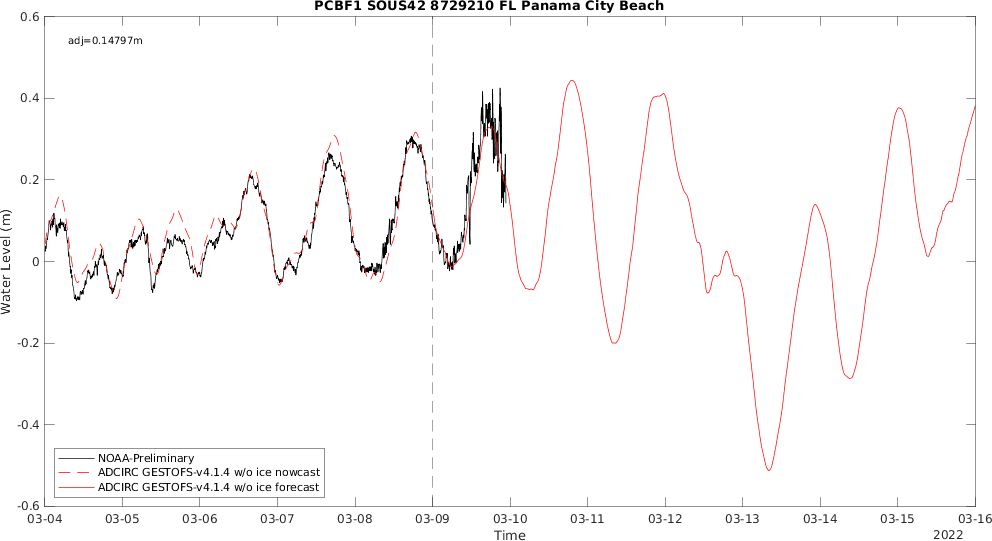 PCBF1 SOUS42 8729210 FL Panama City Beach
adj=0.14797m
0.6
0.4
0.2
0
-0.2
-0.4
-0.6
Water Level (m)
NOAA-Preliminary
ADCIRC GESTOFS-v4.1.4 w/o ice nowcast
ADCIRC GESTOFS-v4.1.4 w/o ice forecast
03-04 03-05 03-06 03-07 03-08 03-09 03-10 03-11 03-12 03-13 03-14 03-15 03-16
Time
2022